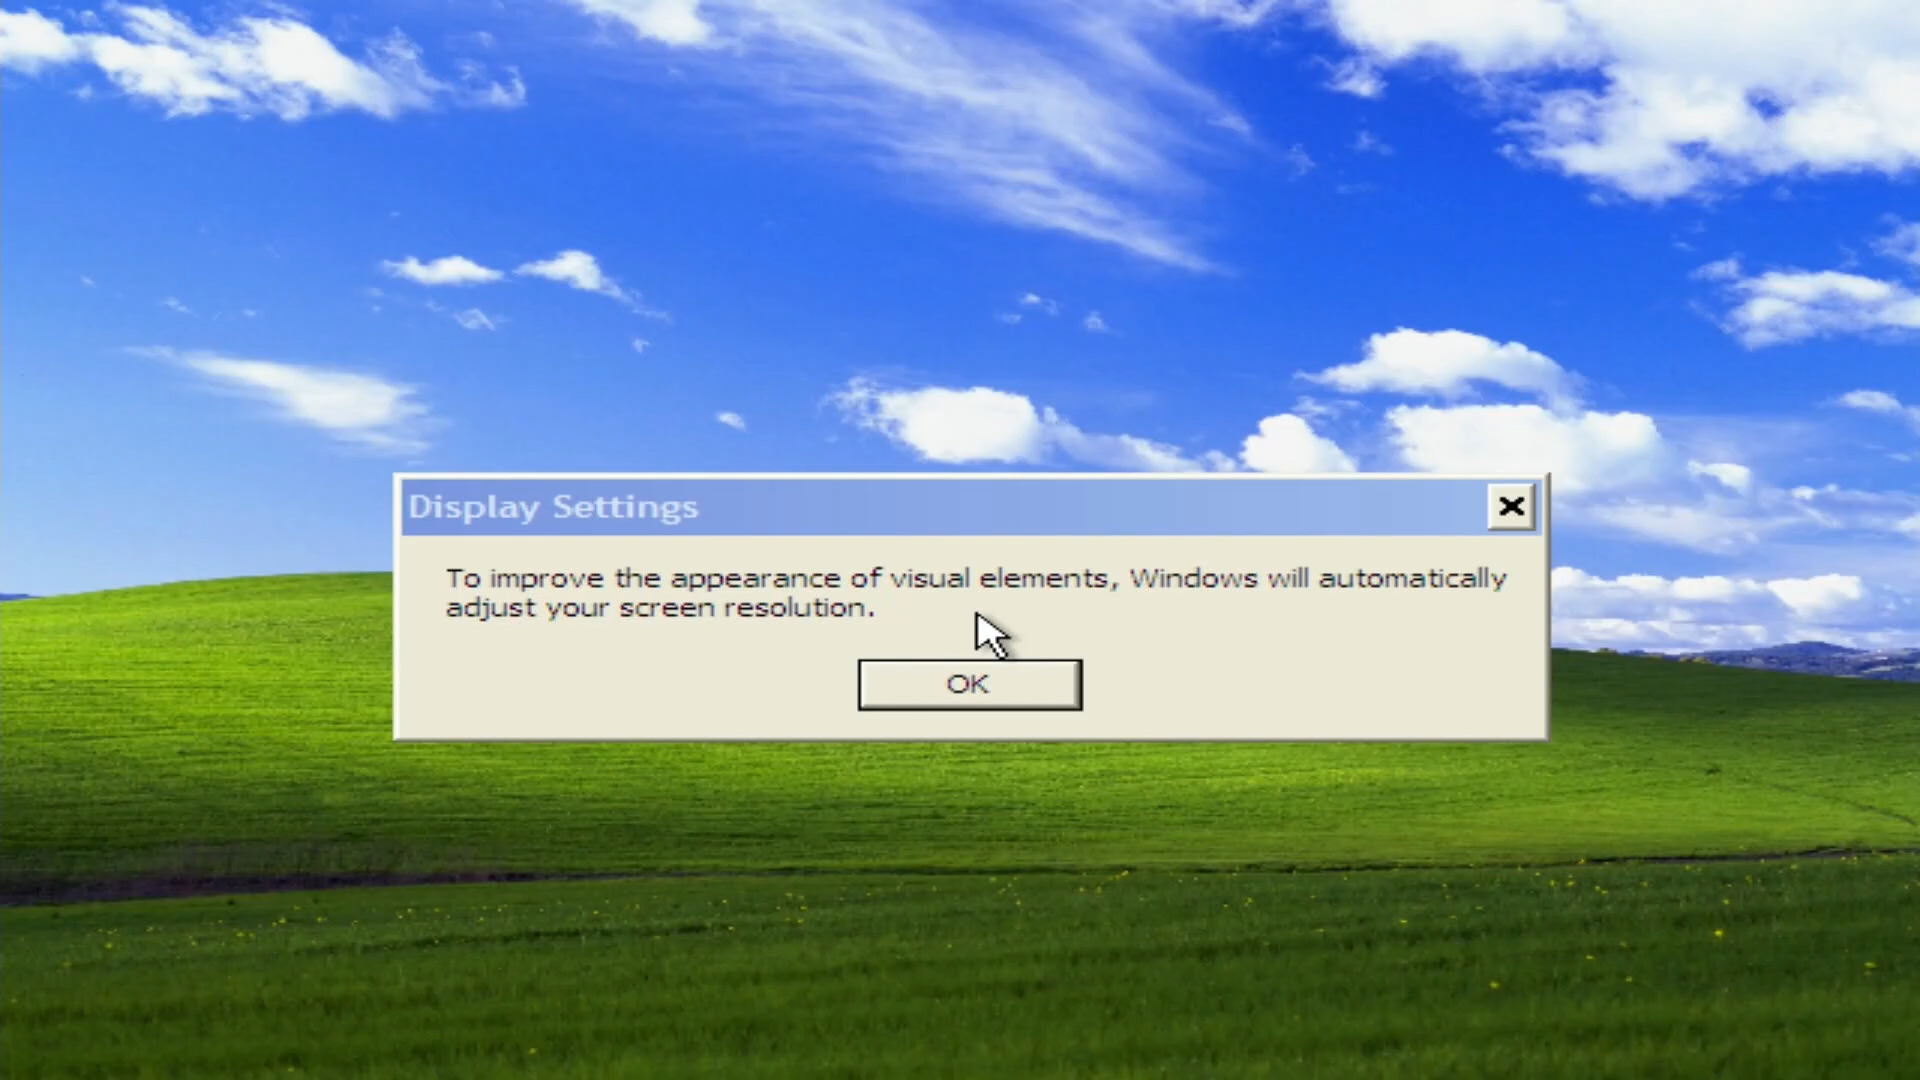 Display Settings
To improve the appearance of visual elements, Windows will automatically
adjust your screen resolution.
OK